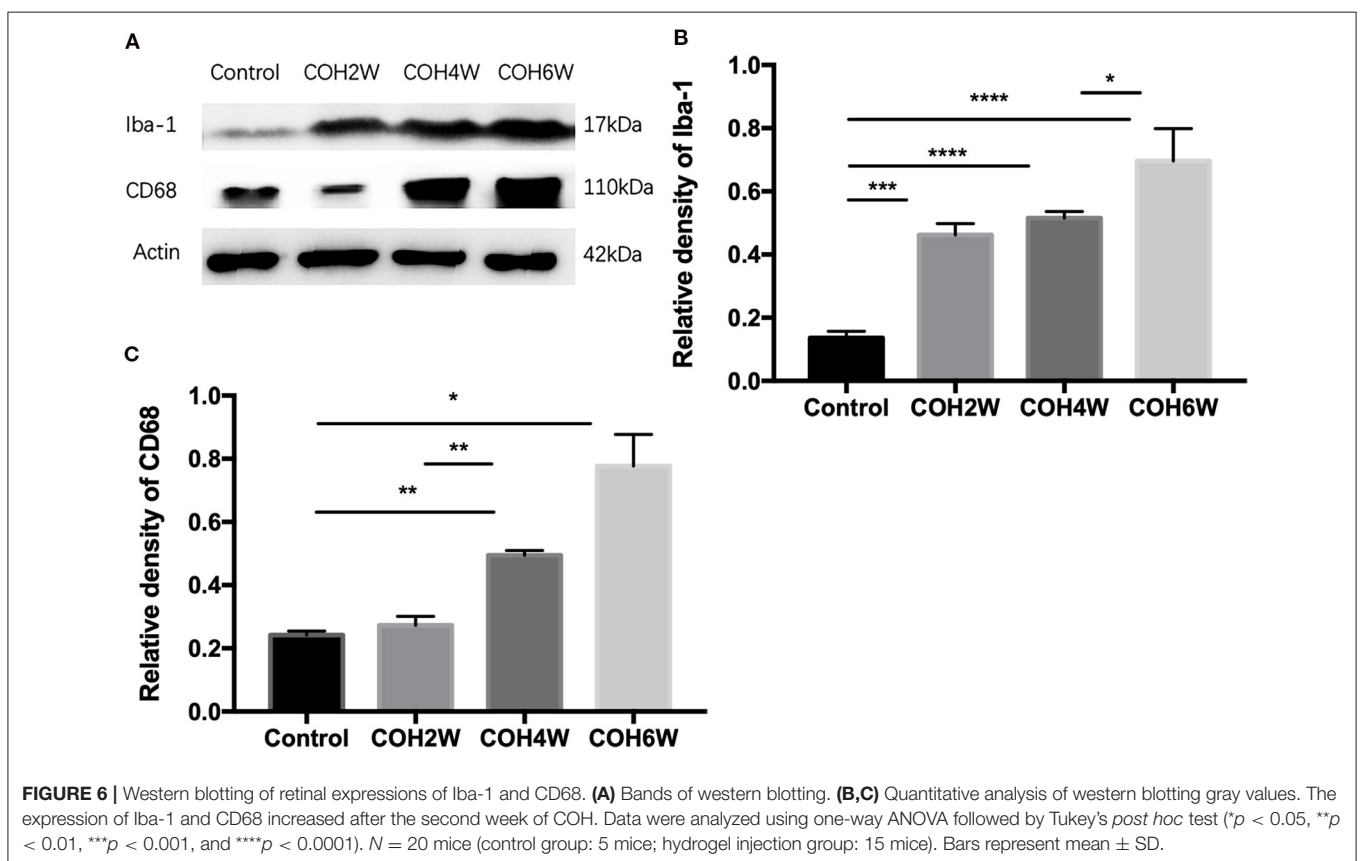 A
Control COH2W COH4W COH6W
Iba-1 17kDa
CD68 110kDa
Actin 42kDa
B
Relative density of Iba-1
1.0
0.8
0.6
0.4
0.2
0.0
*
****
****
***
Control COH2W COH4W COH6W
C
Relative density of CD68
1.0
0.8
0.6
0.4
0.2
0.0
*
**
**
Control COH2W COH4W COH6W
FIGURE 6 | Western blotting of retinal expressions of Iba-1 and CD68. (A) Bands of western blotting. (B,C) Quantitative analysis of western blotting gray values. The
expression of Iba-1 and CD68 increased after the second week of COH. Data were analyzed using one-way ANOVA followed by Tukey's post hoc test (*p < 0.05, **p
< 0.01, ***p < 0.001, and ****p < 0.0001). N = 20 mice (control group: 5 mice; hydrogel injection group: 15 mice). Bars represent mean ± SD.